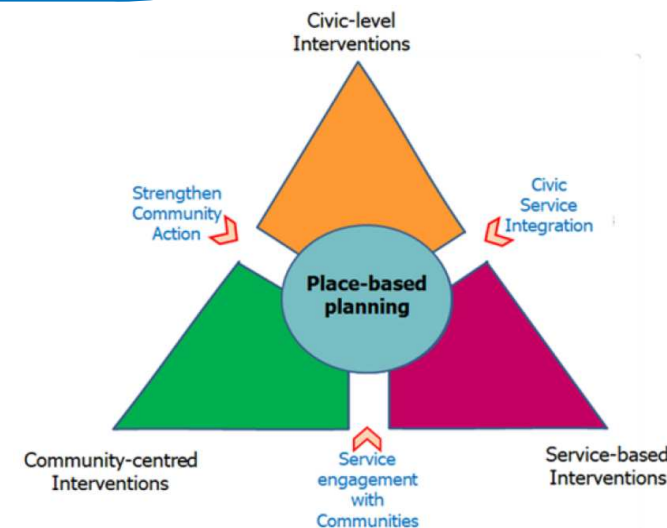 Civic-level
Interventions
Strengthen
Community
Action
Civic
Service
Integration
Place-based
planning
Community-centred
Interventions
Service
engagement
with
Communities
Service-based
Interventions